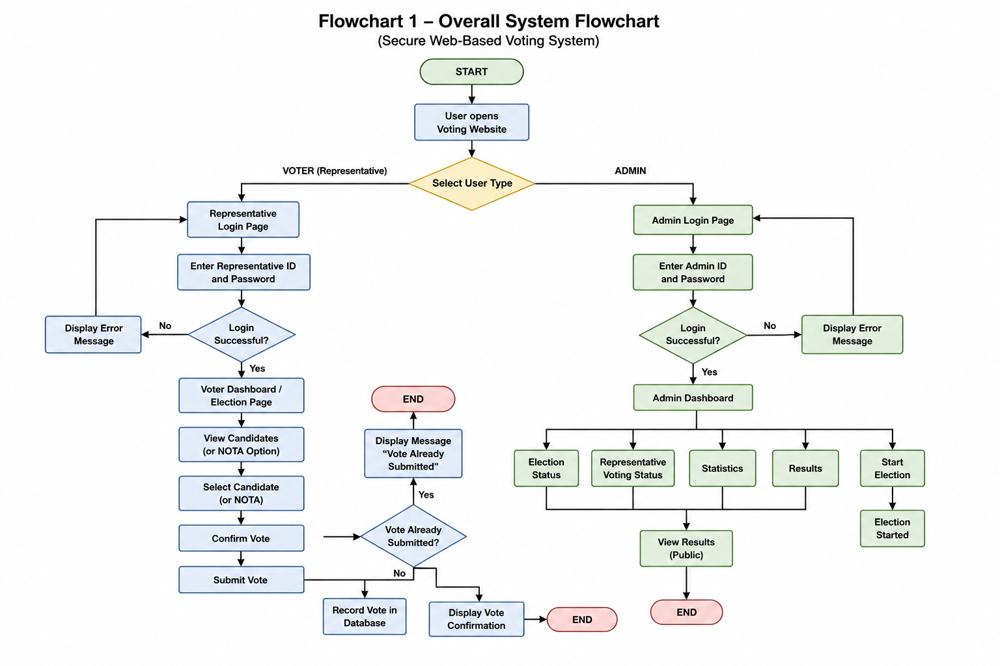 Flowchart 1 – Overall System Flowchart
(Secure Web-Based Voting System)
START
User opens
Voting Website
Select User Type
VOTER (Representative)
ADMIN
Representative
Login Page
Enter Representative ID
and Password
Login
Successful?
No
Display Error
Message
Yes
Voter Dashboard /
Election Page
View Candidates
(or NOTA Option)
Select Candidate
(or NOTA)
Confirm Vote
Submit Vote
END
Display Message
“Vote Already
Submitted”
Yes
Vote Already
Submitted?
No
Record Vote in
Database
Display Vote
Confirmation
END
Admin Login Page
Enter Admin ID
and Password
Login
Successful?
No
Display Error
Message
Yes
Admin Dashboard
Election
Status
Representative
Voting Status
Statistics
Results
Start
Election
Election
Started
View Results
(Public)
END